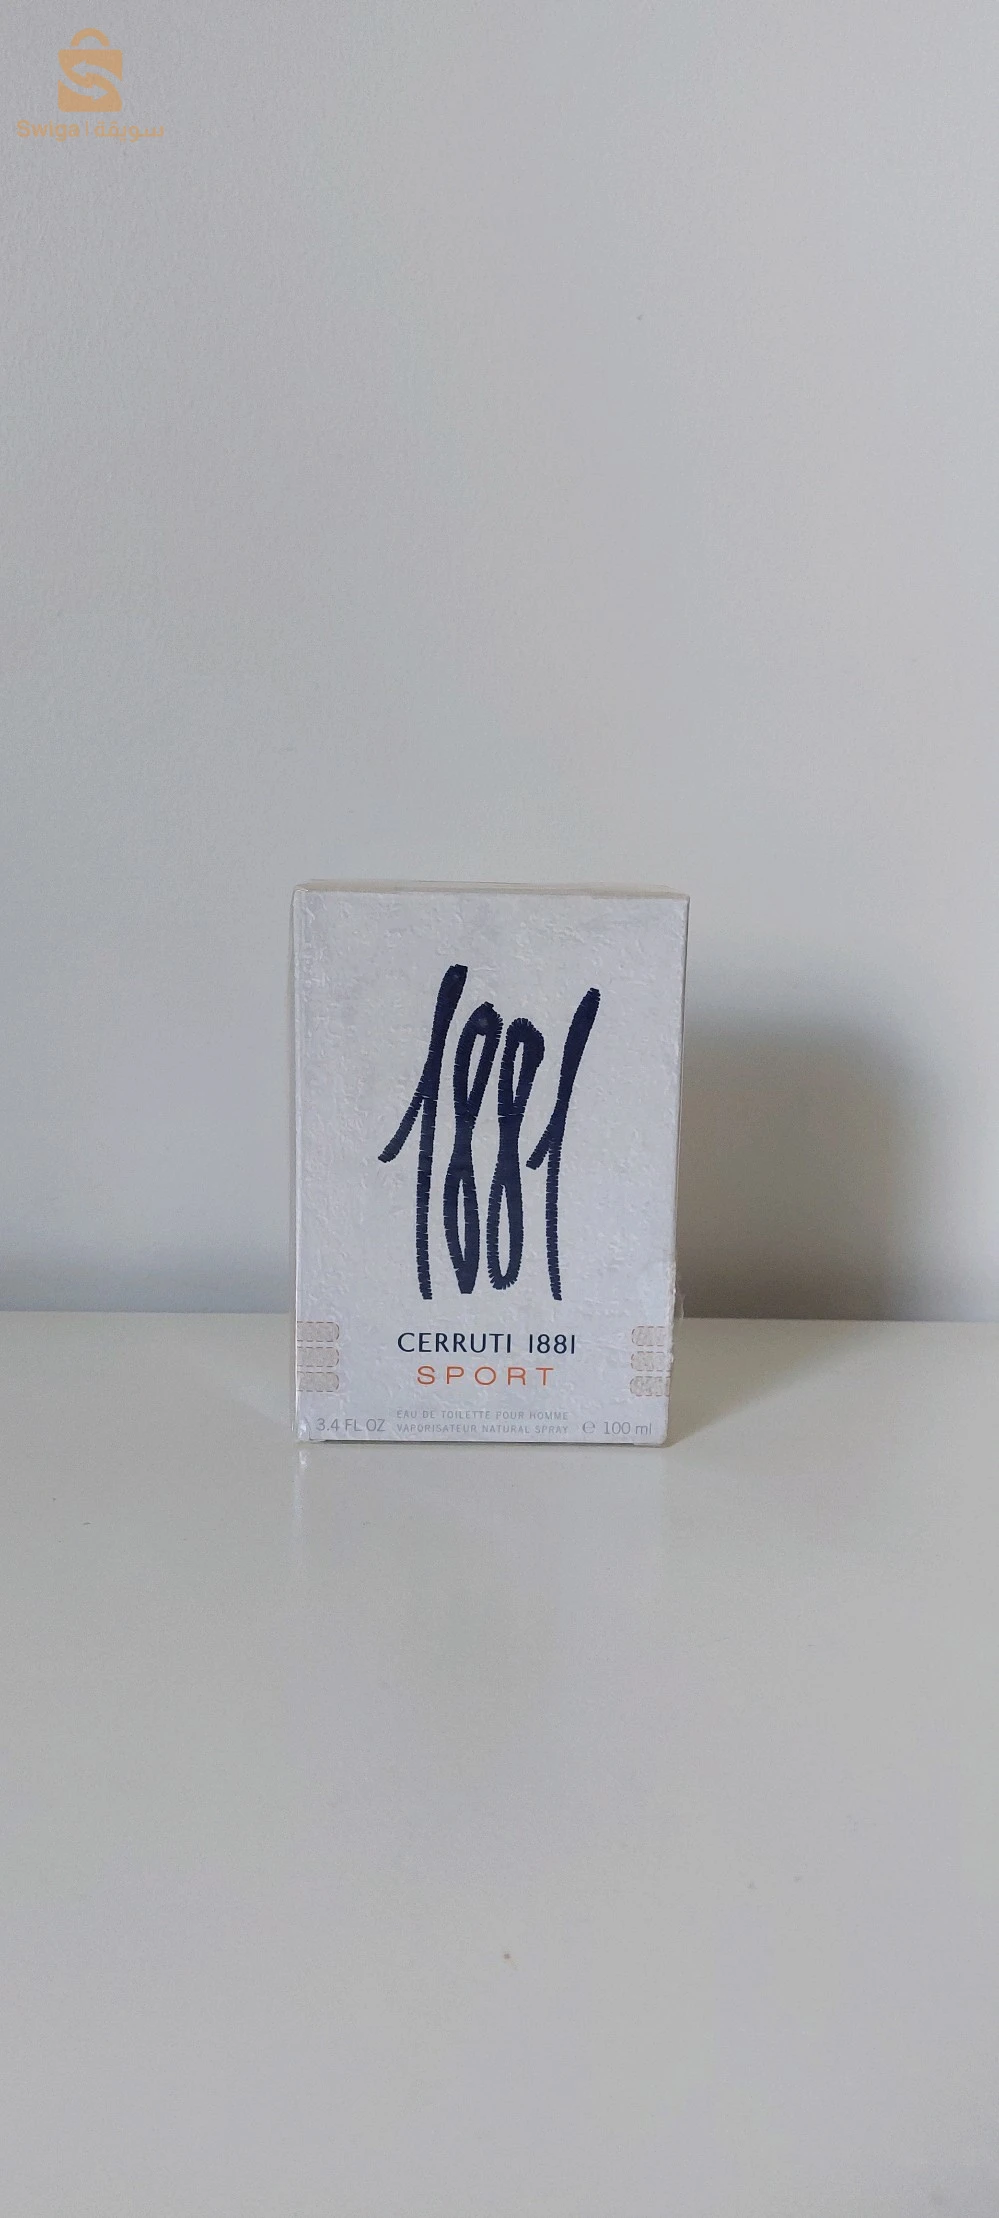 Swiga | سويقة
1881
CERRUTI 1881
SPORT
3.4 FL OZ
EAU DE TOILETTE POUR HOMME
VAPORISATEUR NATURAL SPRAY
℮ 100 ml